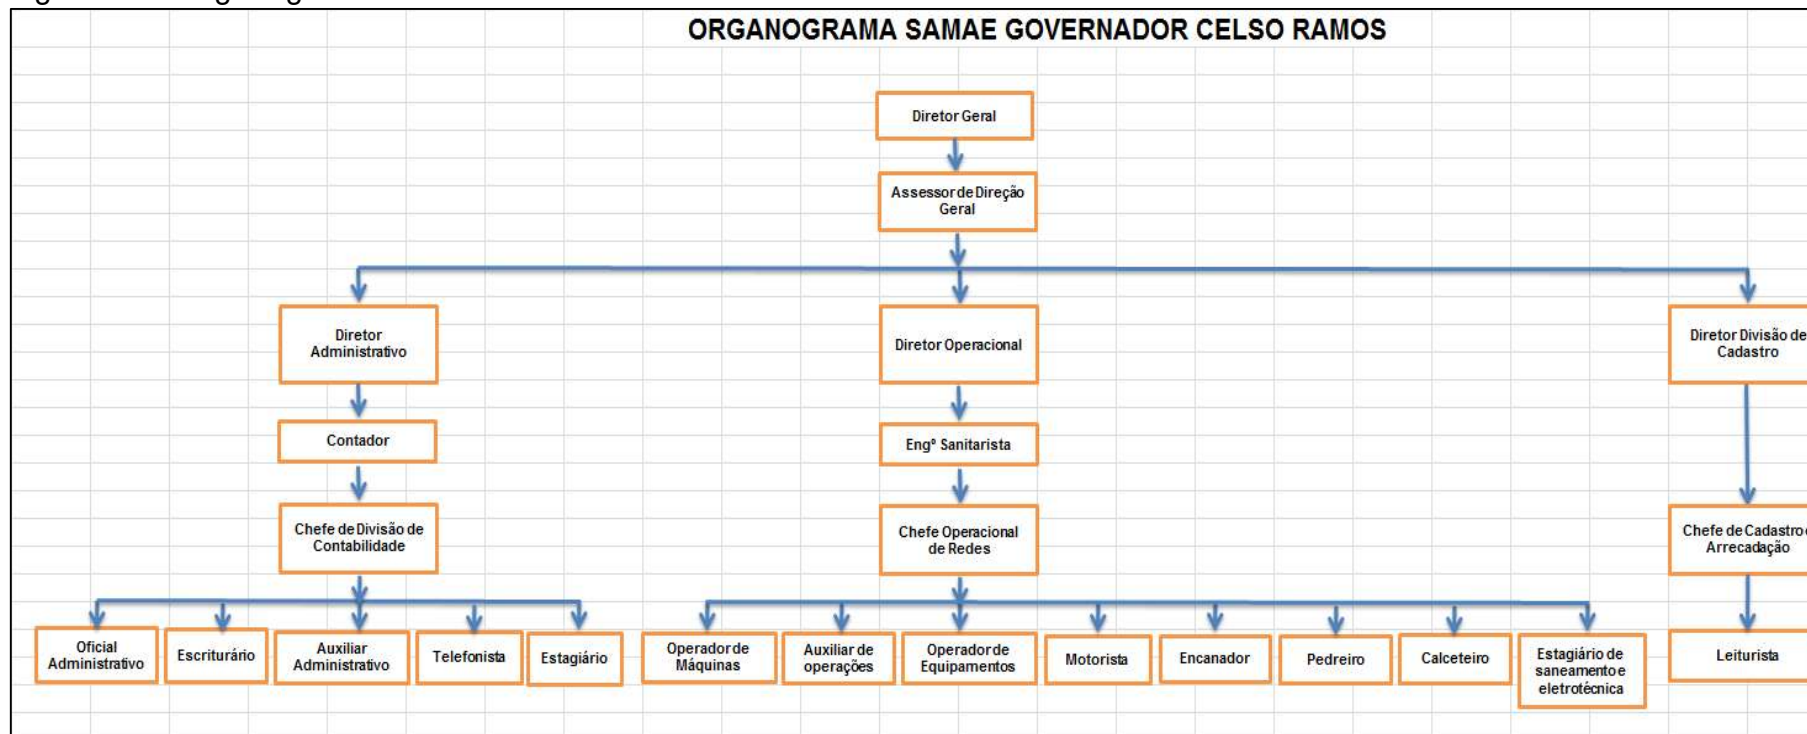 ORGANOGRAMA SAMAE GOVERNADOR CELSO RAMOS
Diretor Geral
Assessor de Direção
Geral
Diretor
Administrativo
Diretor Operacional
Diretor Divisão de
Cadastro
Contador
Engº Sanitarista
Chefe de Divisão de
Contabilidade
Chefe Operacional
de Redes
Chefe de Cadastro e
Arrecadação
Oficial
Administrativo
Escriturário
Auxiliar
Administrativo
Telefonista
Estagiário
Operador de
Máquinas
Auxiliar de
operações
Operador de
Equipamentos
Motorista
Encanador
Pedreiro
Calceteiro
Estagiário de
saneamento e
eletrotécnica
Leiturista